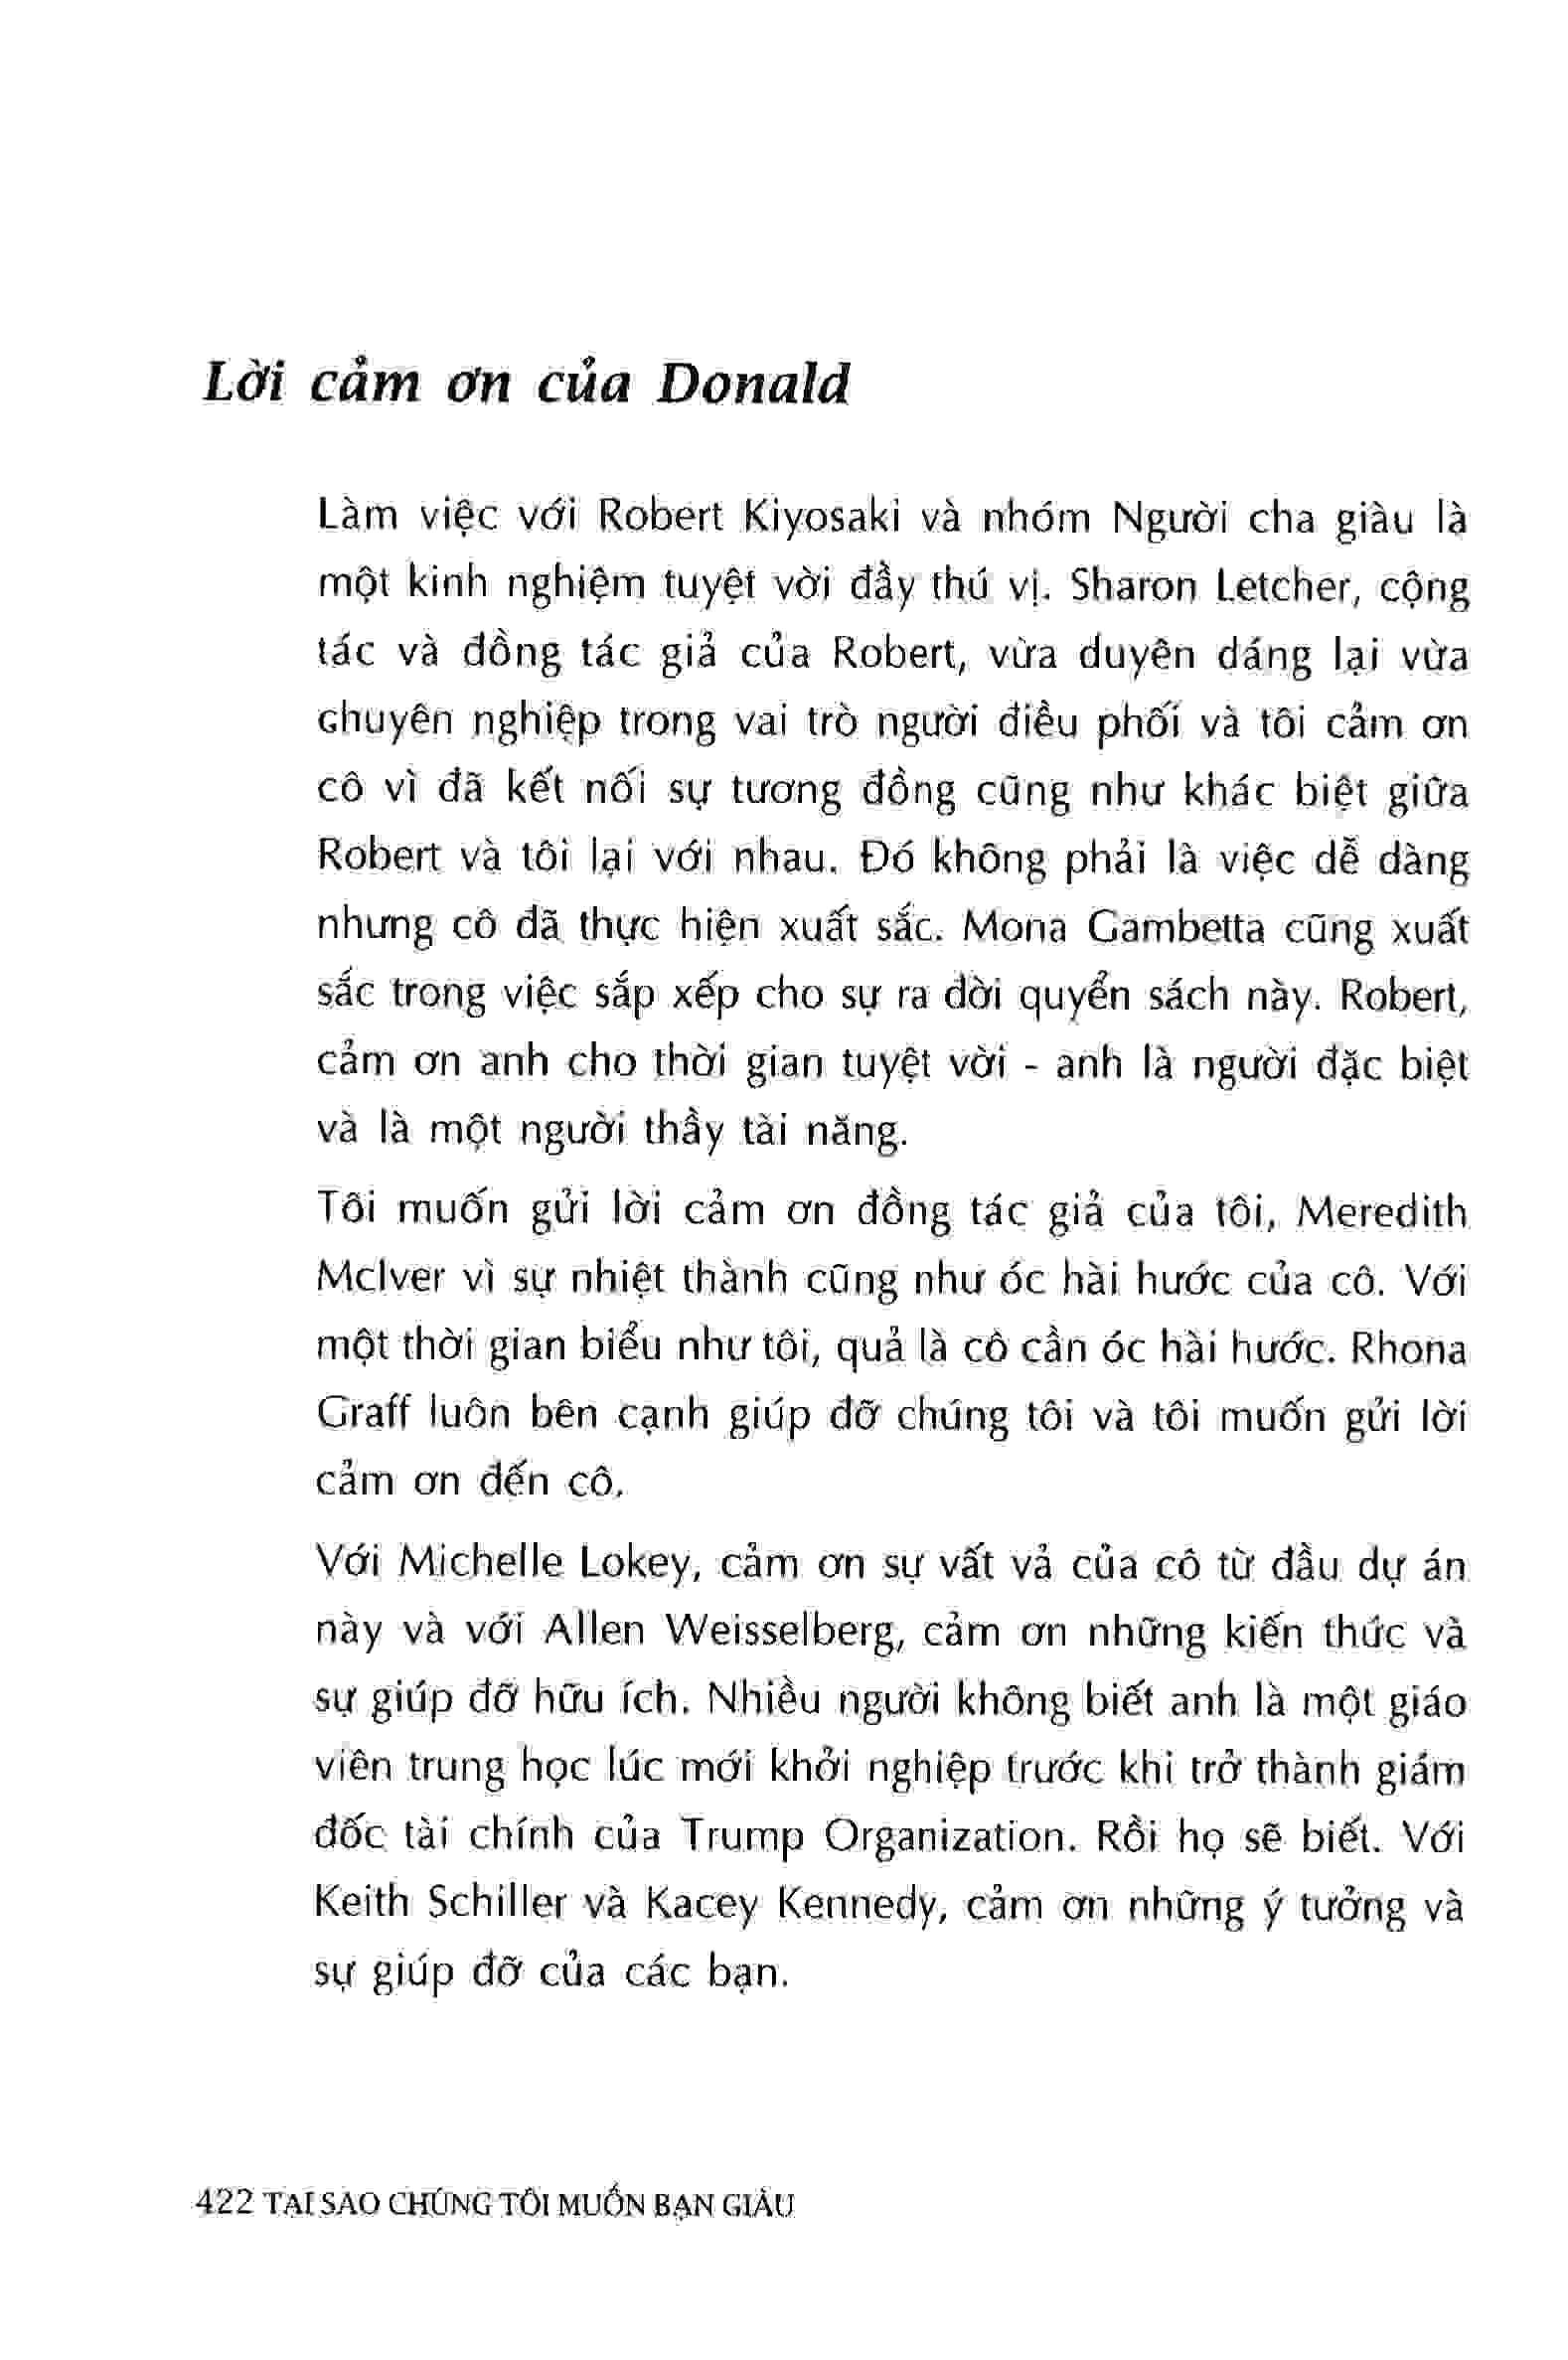 Lời cảm ơn của Donald
Làm việc với Robert Kiyosaki và nhóm Người cha giàu là
một kinh nghiệm tuyệt vời đầy thú vị. Sharon Letcher, cộng
tác và đồng tác giả của Robert, vừa duyên dáng lại vừa
chuyên nghiệp trong vai trò người điều phối và tôi cảm ơn
cô vì đã kết nối sự tương đồng cũng như khác biệt giữa
Robert và tôi lại với nhau. Đó không phải là việc dễ dàng
nhưng cô đã thực hiện xuất sắc. Mona Gambetta cũng xuất
sắc trong việc sắp xếp cho sự ra đời quyển sách này. Robert,
cảm ơn anh cho thời gian tuyệt vời - anh là người đặc biệt
và là một người thầy tài năng.
Tôi muốn gửi lời cảm ơn đồng tác giả của tôi, Meredith
McIver vì sự nhiệt thành cũng như óc hài hước của cô. Với
một thời gian biểu như tôi, quả là cô cần óc hài hước. Rhona
Graff luôn bên cạnh giúp đỡ chúng tôi và tôi muốn gửi lời
cảm ơn đến cô.
Với Michelle Lokey, cảm ơn sự vất vả của cô từ đầu dự án
này và với Allen Weisselberg, cảm ơn những kiến thức và
sự giúp đỡ hữu ích. Nhiều người không biết anh là một giáo
viên trung học lúc mới khởi nghiệp trước khi trở thành giám
đốc tài chính của Trump Organization. Rồi họ sẽ biết. Với
Keith Schiller và Kacey Kennedy, cảm ơn những ý tưởng và
sự giúp đỡ của các bạn.
422 TẠI SAO CHÚNG TÔI MUỐN BẠN GIÀU